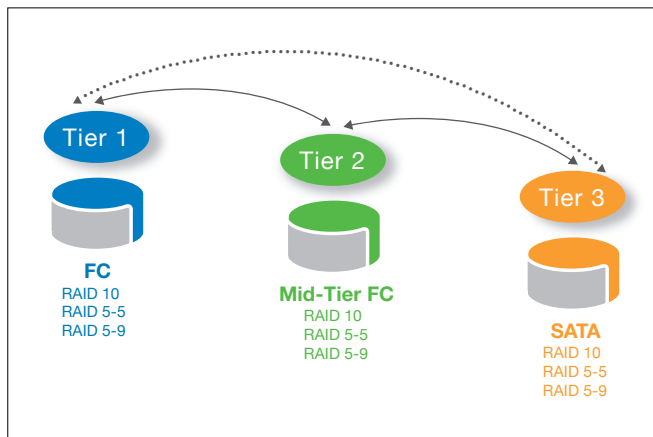 Tier 1
FC
RAID 10
RAID 5-5
RAID 5-9
Tier 2
Mid-Tier FC
RAID 10
RAID 5-5
RAID 5-9
Tier 3
SATA
RAID 10
RAID 5-5
RAID 5-9